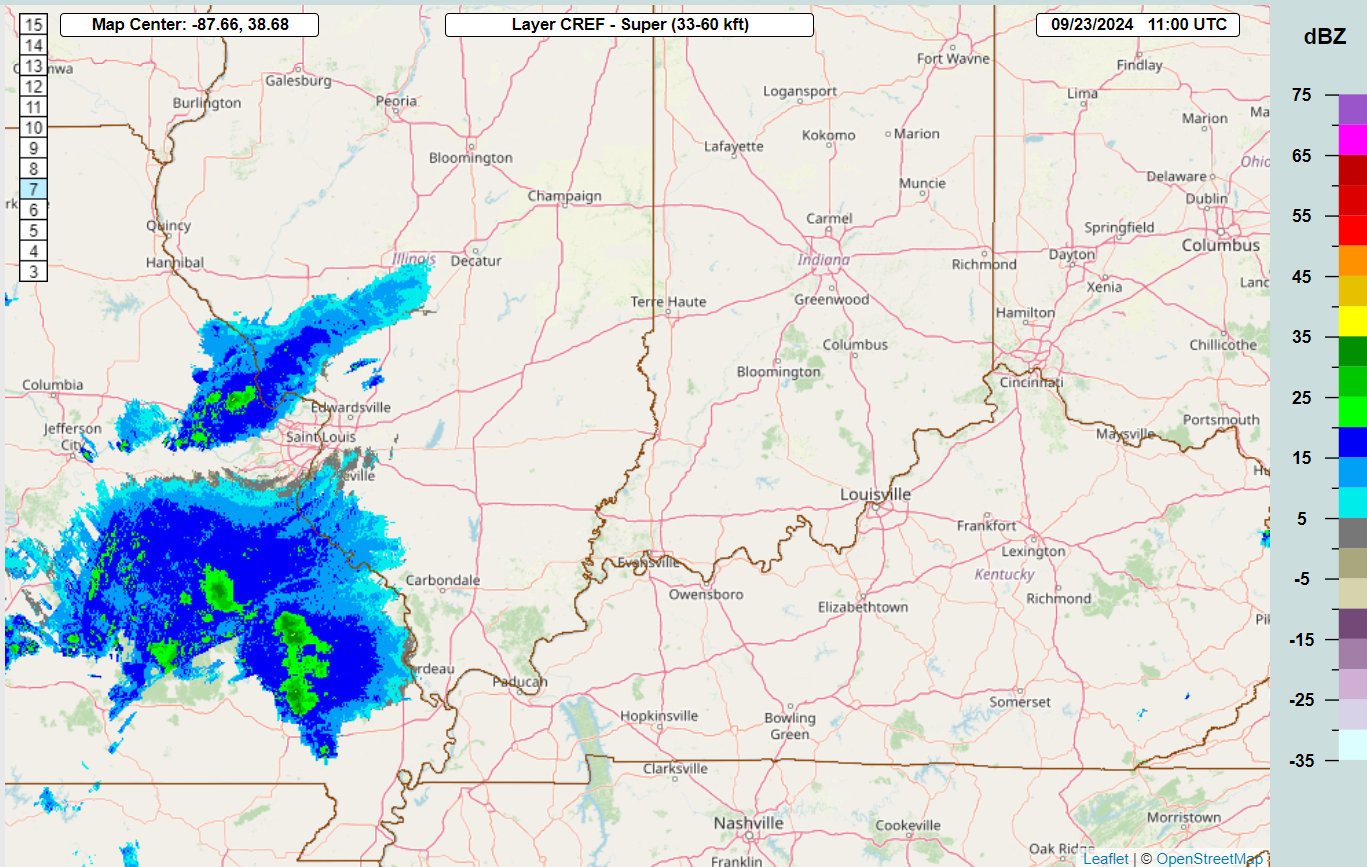 Map Center: -87.66, 38.68
Layer CREF - Super (33-60 kft)
09/23/2024 11:00 UTC
dBZ
15
14
13
12
11
10
9
8
7
6
5
4
3
75
65
55
45
35
25
15
5
-5
-15
-25
-35
Fort Wayne
Findlay
Galesburg
Logansport
Lima
Burlington
Peoria
Marion
Kokomo
Marion
Lafayette
Bloomington
Ohio
Delaware
Muncie
Champaign
Dublin
Quincy
Carmel
Springfield
Columbus
Hannibal
Illinois
Decatur
Indiana
Richmond
Dayton
Xenia
Terre Haute
Greenwood
Hamilton
Columbus
Chillicothe
Bloomington
Columbia
Cincinnati
Edwardsville
Jefferson
City
Saint Louis
Portsmouth
Maysville
eville
Louisville
Frankfort
Lexington
Evansville
Kentucky
Carbondale
Owensboro
Elizabethtown
Richmond
rdeau
Paducah
Somerset
Hopkinsville
Bowling
Green
Clarksville
Nashville
Cookeville
Morristown
Franklin
Oak Ridge
Leaflet | © OpenStreetMap